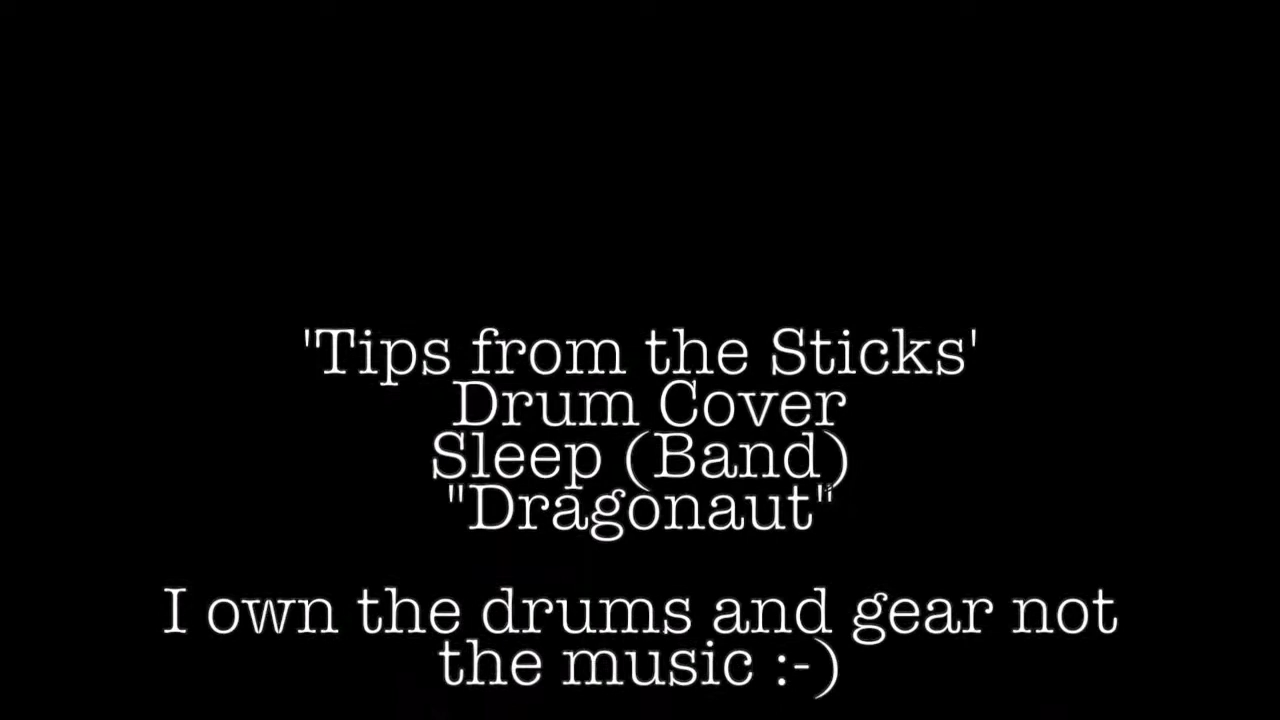 'Tips from the Sticks'
Drum Cover
Sleep (Band)
"Dragonaut"
I own the drums and gear not
the music :-)